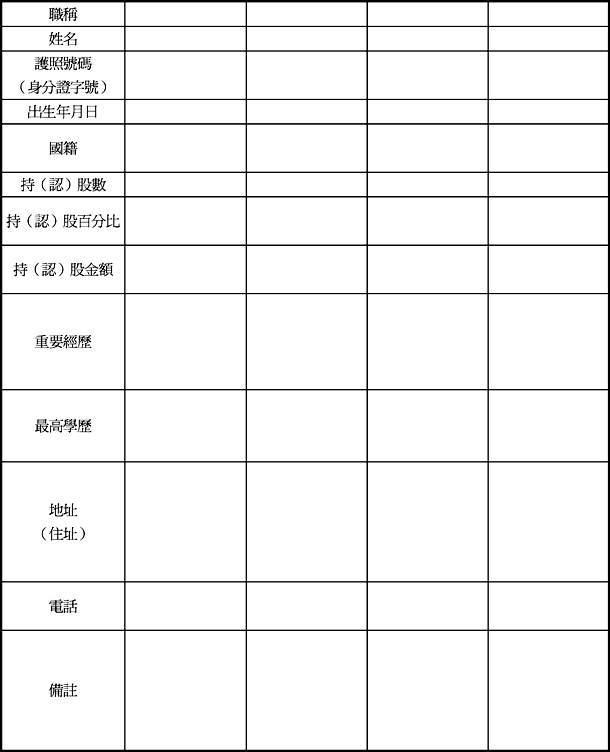 職稱
姓名
護照號碼
（身分證字號）
出生年月日
國籍
持（認）股數
持（認）股百分比
持（認）股金額
重要經歷
最高學歷
地址
（住址）
電話
備註